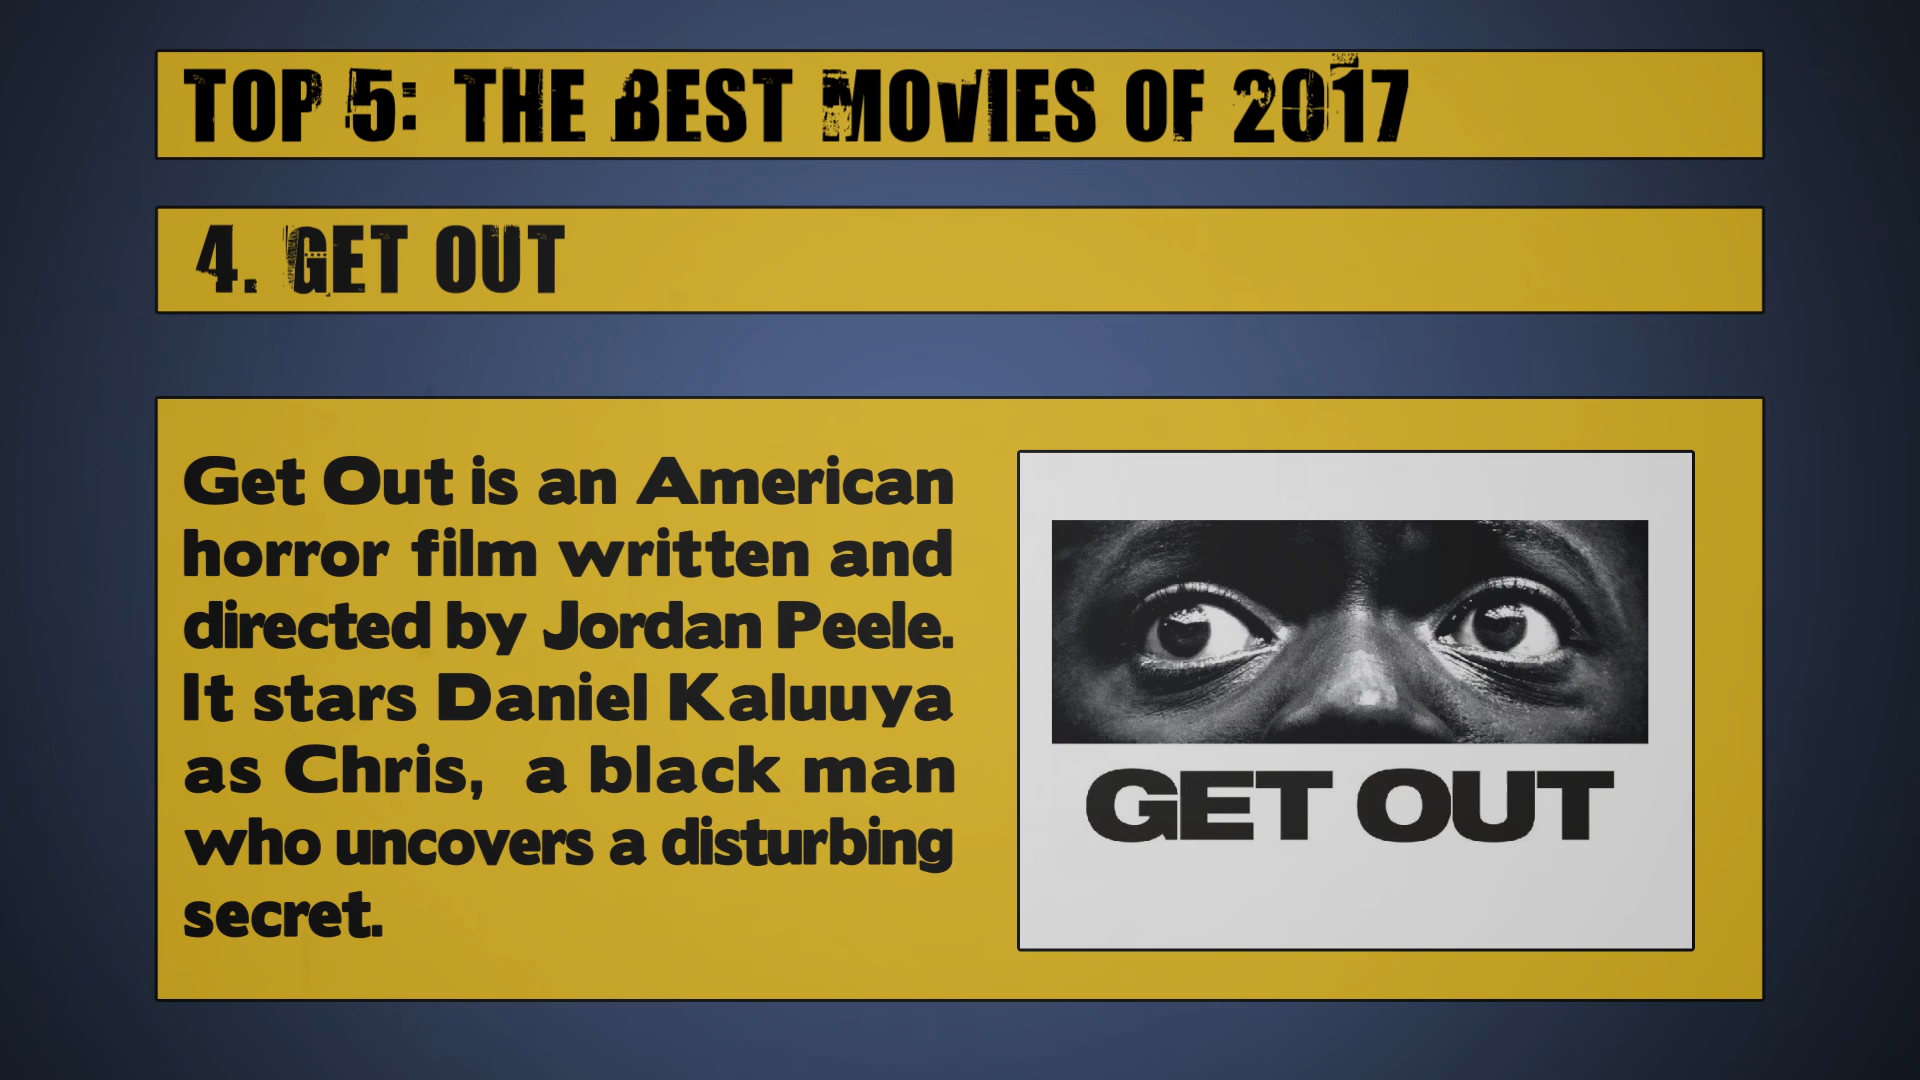 TOP 5: THE BEST MOVIES OF 2017
4. GET OUT
Get Out is an American
horror film written and
directed by Jordan Peele.
It stars Daniel Kaluuya
as Chris, a black man
who uncovers a disturbing
secret.
GET OUT